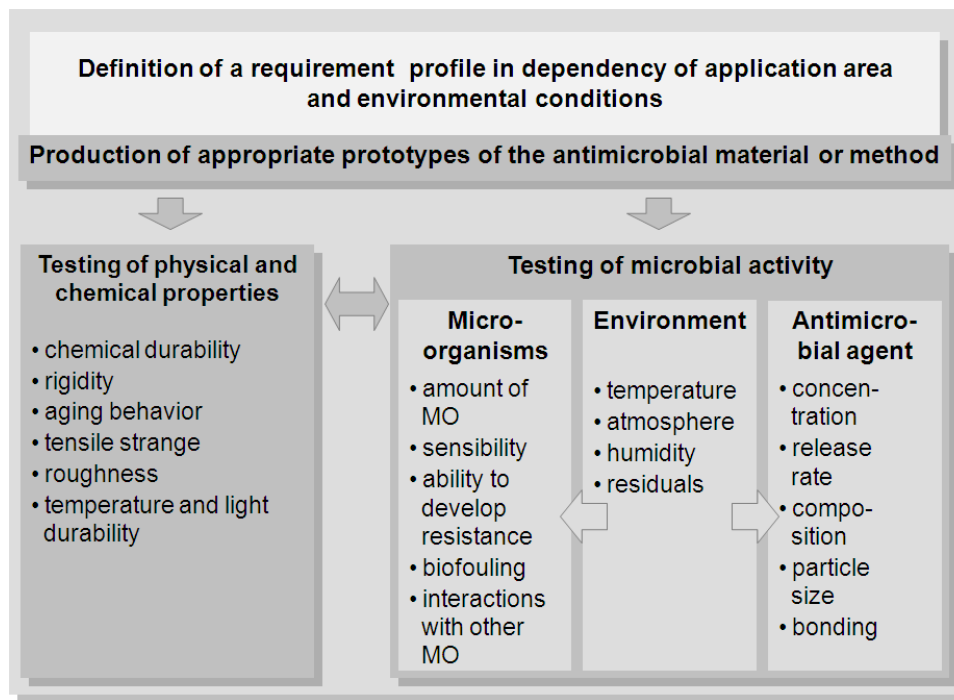 Definition of a requirement profile in dependency of application area
and environmental conditions
Production of appropriate prototypes of the antimicrobial material or method
Testing of physical and
chemical properties
• chemical durability
• rigidity
• aging behavior
• tensile strange
• roughness
• temperature and light
durability
Testing of microbial activity
Micro-
organisms
• amount of
MO
• sensibility
• ability to
develop
resistance
• biofouling
• interactions
with other
MO
Environment
• temperature
• atmosphere
• humidity
• residuals
Antimicro-
bial agent
• concen-
tration
• release
rate
• compo-
sition
• particle
size
• bonding